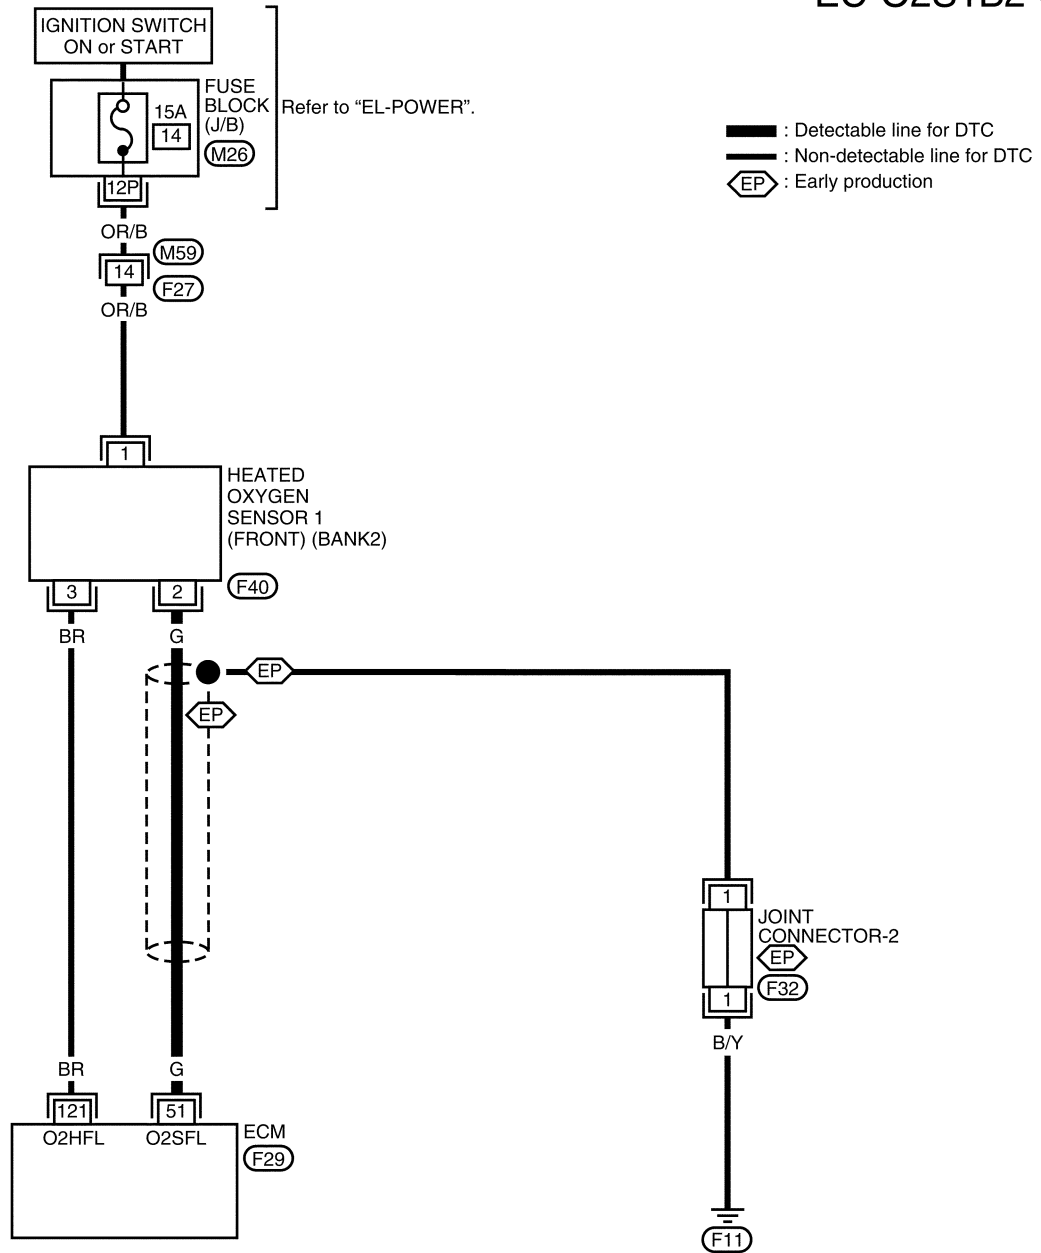 IGNITION SWITCH
ON or START
FUSE
BLOCK
(J/B)
15A
14
M26
Refer to “EL-POWER”.
: Detectable line for DTC
: Non-detectable line for DTC
EP : Early production
12P
OR/B
M59
14
F27
OR/B
1
HEATED
OXYGEN
SENSOR 1
(FRONT) (BANK2)
3
2
F40
BR
G
EP
EP
1
JOINT
CONNECTOR-2
EP
F32
1
B/Y
BR
G
121
51
O2HFL
O2SFL
ECM
F29
F11